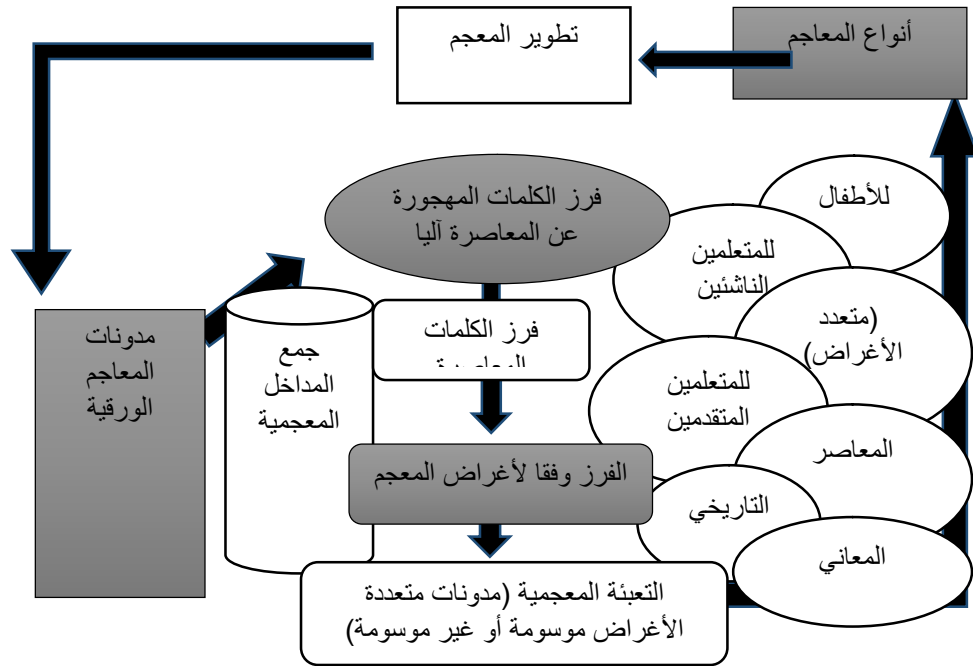 أنواع المعاجم
تطوير المعجم
للأطفال
فرز الكلمات المهجورة
عن المعاصرة آليا
للمتعلمين
الناشئين
(متعدد
الأغراض)
فرز الكلمات
المعاصرة
جمع
المداخل
المعجمية
مدونات
المعاجم
الورقية
للمتعلمين
المتقدمين
المعاصر
الفرز وفقا لأغراض المعجم
التاريخي
المعاني
التعبئة المعجمية (مدونات متعددة
الأغراض موسومة أو غير موسومة)